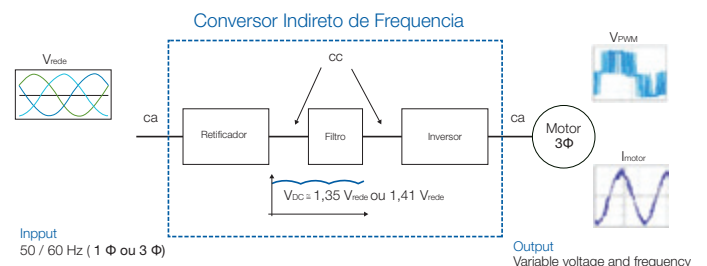 Conversor Indireto de Frequencia
Vrede
cc
VPWM
ca
Retificador
Filtro
Inversor
ca
Motor
3Φ
VDC ≅ 1,35 Vrede ou 1,41 Vrede
Imotor
Inpput
50 / 60 Hz ( 1 Φ ou 3 Φ)
Output
Variable voltage and frequency